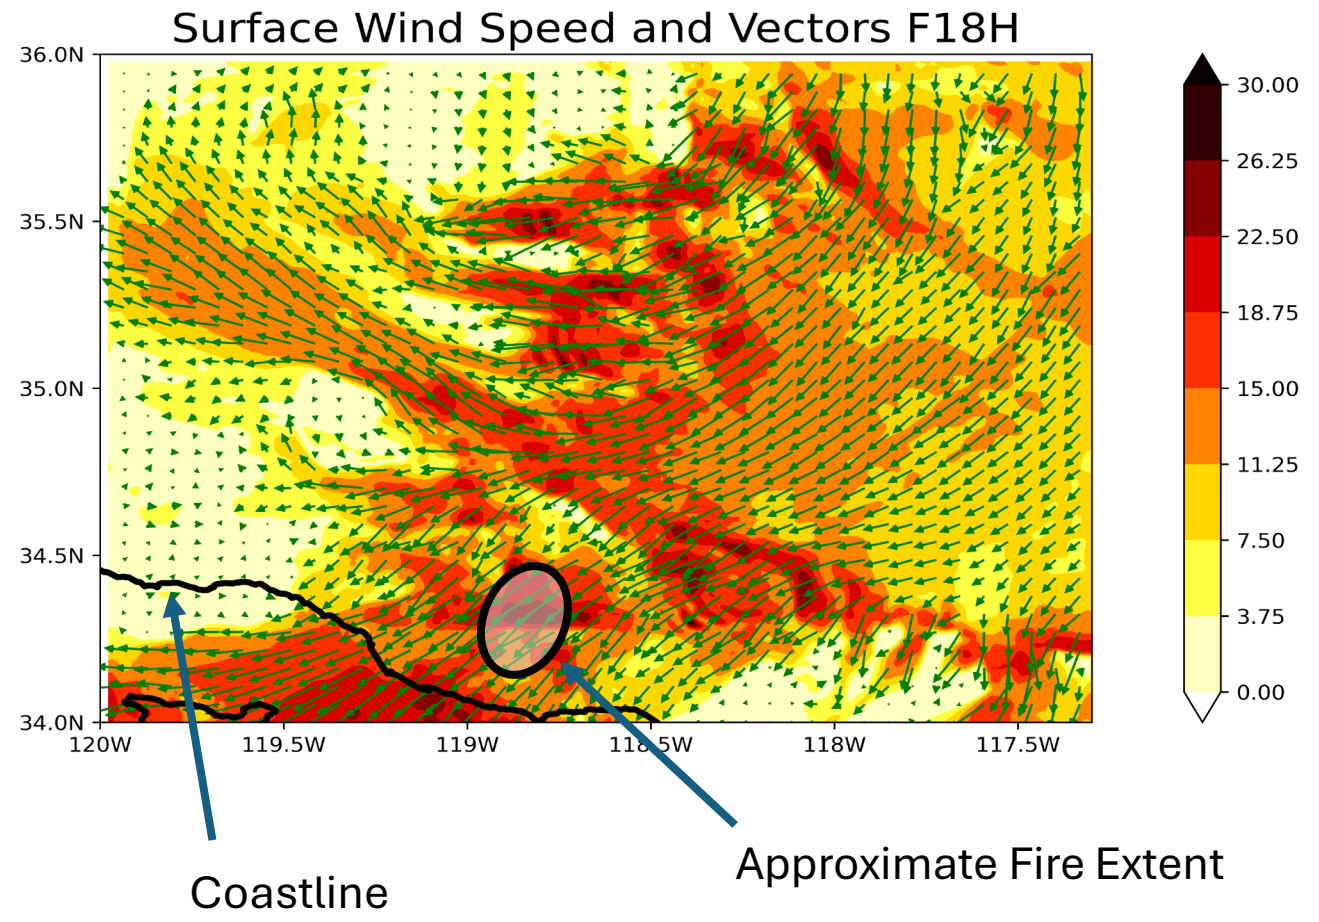 Surface Wind Speed and Vectors F18H
36.0N
35.5N
35.0N
34.5N
34.0N
120W 119.5W 119W 118.5W 118W 117.5W
30.00
26.25
22.50
18.75
15.00
11.25
7.50
3.75
0.00
Approximate Fire Extent
Coastline